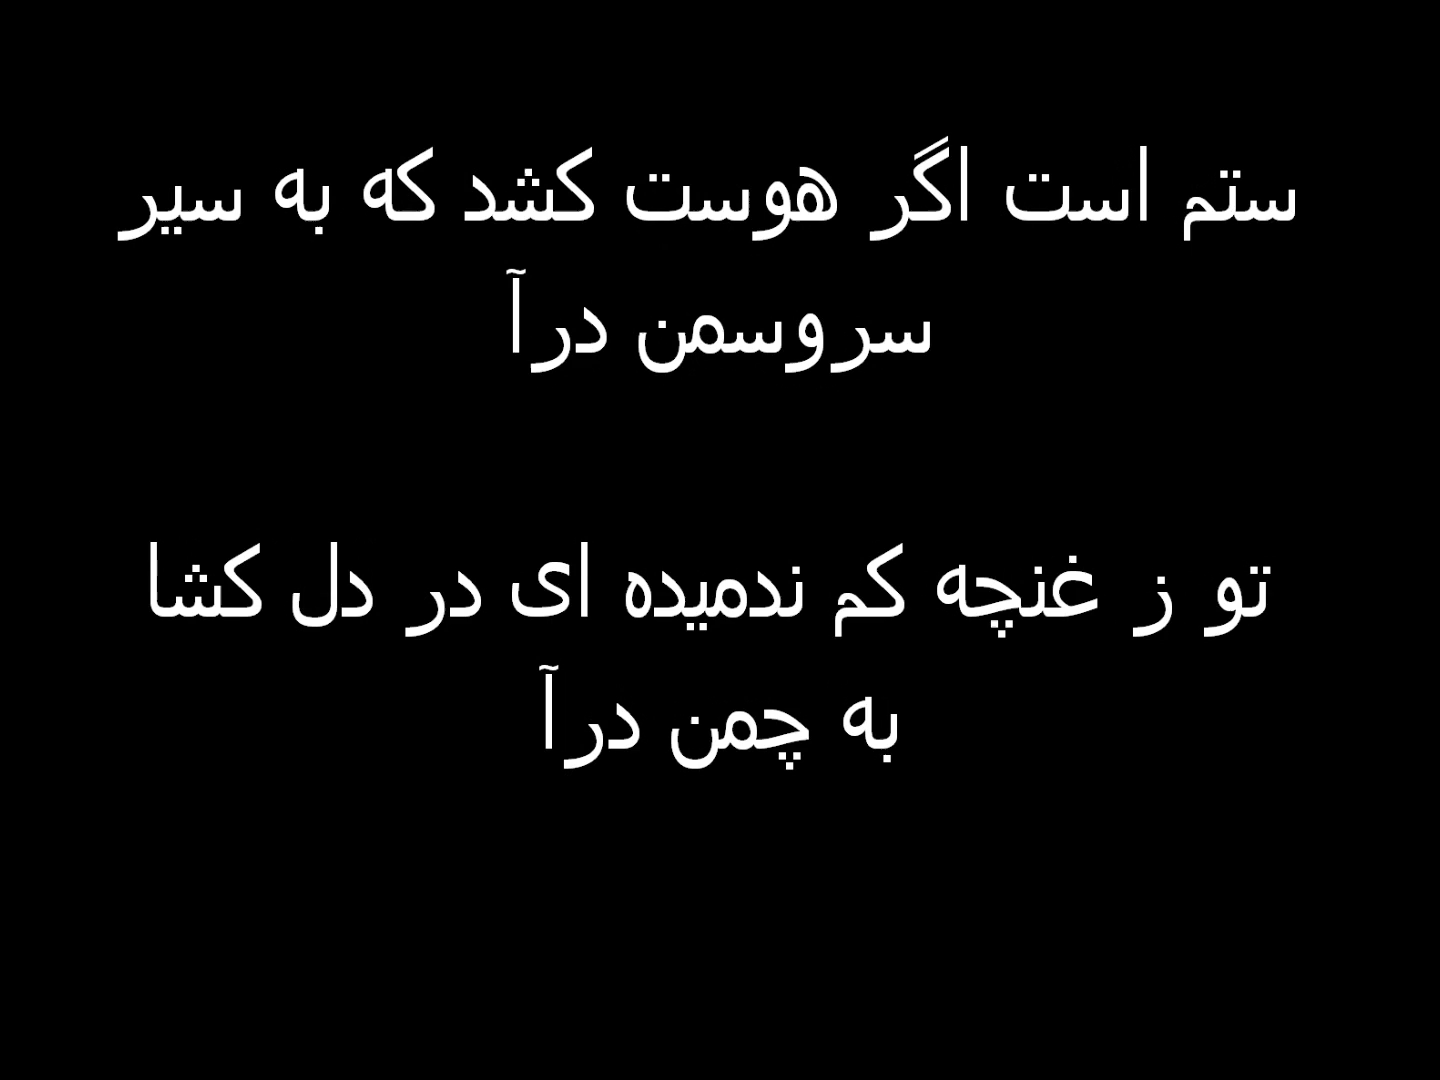 ستم است اگر هوست کشد که به سیر
سروسمن درآ
تو ز غنچه کم ندمیده ای در دل کشا
به چمن درآ